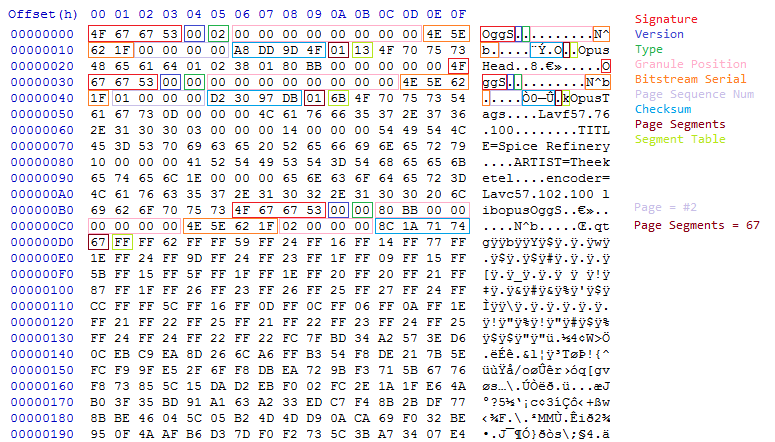 Offset(h) 00 01 02 03 04 05 06 07 08 09 0A 0B 0C 0D 0E 0F
00000000 4F 67 67 53 00 02 00 00 00 00 00 00 00 00 4E 5E OggS..........N^
00000010 62 1F 00 00 00 00 A8 DD 9D 4F 01 13 4F 70 75 73 b.....¨Ý.O..Opus
00000020 48 65 61 64 01 02 38 01 80 BB 00 00 00 00 00 4F Head..8.€».....O
00000030 67 67 53 00 00 00 00 00 00 00 00 00 00 4E 5E 62 ggS..........N^b
00000040 1F 01 00 00 00 D2 30 97 DB 01 6B 4F 70 75 73 54 .....Ò0—Û.kOpusT
00000050 61 67 73 0D 00 00 00 4C 61 76 66 35 37 2E 37 36 ags....Lavf57.76
00000060 2E 31 30 30 03 00 00 00 14 00 00 00 54 49 54 4C .100........TITL
00000070 45 3D 53 70 69 63 65 20 52 65 66 69 6E 65 72 79 E=Spice Refinery
00000080 10 00 00 00 41 52 54 49 53 54 3D 54 68 65 65 6B ....ARTIST=Theek
00000090 65 74 65 6C 1E 00 00 00 65 6E 63 6F 64 65 72 3D etel....encoder=
000000A0 4C 61 76 63 35 37 2E 31 30 32 2E 31 30 30 20 6C Lavc57.102.100 l
000000B0 69 62 6F 70 75 73 4F 67 67 53 00 00 80 BB 00 00 ibopusOggS..€»..
000000C0 00 00 00 00 4E 5E 62 1F 02 00 00 00 8C 1A 71 74 ....N^b.....Œ.qt
000000D0 67 FF FF 62 FF FF 59 FF 24 FF 16 FF 14 FF 77 FF gÿÿbÿÿYÿ$ÿ.ÿ.ÿwÿ
000000E0 1E FF 24 FF 9D FF 24 FF 23 FF 1F FF 09 FF 15 FF .ÿ$ÿ.ÿ$ÿ#ÿ.ÿ.ÿ.ÿ
000000F0 5B FF 15 FF 5F FF 1F FF 1E FF 20 FF 20 FF 21 FF [ÿ.ÿ_ÿ.ÿ.ÿ ÿ ÿ!ÿ
00000100 87 FF 1F FF 26 FF 23 FF 26 FF 25 FF 27 FF 24 FF ‡ÿ.ÿ&ÿ#ÿ&ÿ%ÿ'ÿ$ÿ
00000110 CC FF FF 5C FF 16 FF 0D FF 0C FF 06 FF 0A FF 1E Ìÿÿ\ÿ.ÿ.ÿ.ÿ.ÿ.ÿ.
00000120 FF 21 FF 22 FF 25 FF 21 FF 22 FF 23 FF 24 FF 25 ÿ!ÿ"ÿ%ÿ!ÿ"ÿ#ÿ$ÿ%
00000130 FF 24 FF 24 FF 22 FF 22 FC 7F BD 34 A2 57 3E D6 ÿ$ÿ$ÿ"ÿ"ü.½4¢W>Ö
00000140 0C EB C9 EA 8D 26 6C A6 FF B3 54 F8 DE 21 7B 5E .ëÉê.&l¦ÿ³TøÞ!{^
00000150 FC F9 9F E5 2F 6F F8 DB EA 72 9B F3 71 5B 67 76 üùŸå/oøÛêr›óq[gv
00000160 F8 73 85 5C 15 DA D2 EB F0 02 FC 2E 1A 1F E6 4A øs…\.ÚÒëð.ü...æJ
00000170 B0 3F 35 BD 91 A1 63 A2 33 ED C7 F4 8B 2B DF 77 °?5½‘¡c¢3íÇô‹+ßw
00000180 8B BE 46 04 5C 05 B2 4D 4D D9 0A CA 69 F0 32 BE ‹¾F.\.²MMÙ.Êið2¾
00000190 95 0F 4A AF B6 D3 7D F0 F2 73 5C 3B A7 34 07 E4 •.J¯¶Ó}ðòs\;§4.ä
Signature
Version
Type
Granule Position
Bitstream Serial
Page Sequence Num
Checksum
Page Segments
Segment Table
Page = #2
Page Segments = 67